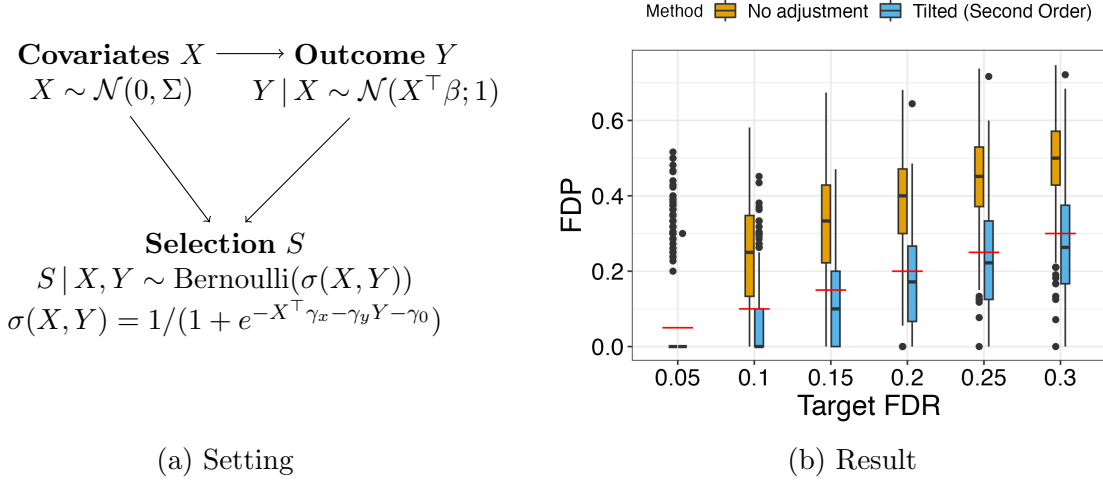 Covariates X → Outcome Y
X ∼ N(0, Σ)    Y | X ∼ N(X⊤β; 1)
Selection S
S | X, Y ∼ Bernoulli(σ(X, Y))
σ(X, Y) = 1/(1 + e^{−X⊤γ_x−γ_yY−γ_0})
(a) Setting
Method No adjustment Tilted (Second Order)
FDP
0.6
0.4
0.2
0.0
0.05 0.1 0.15 0.2 0.25 0.3
Target FDR
(b) Result